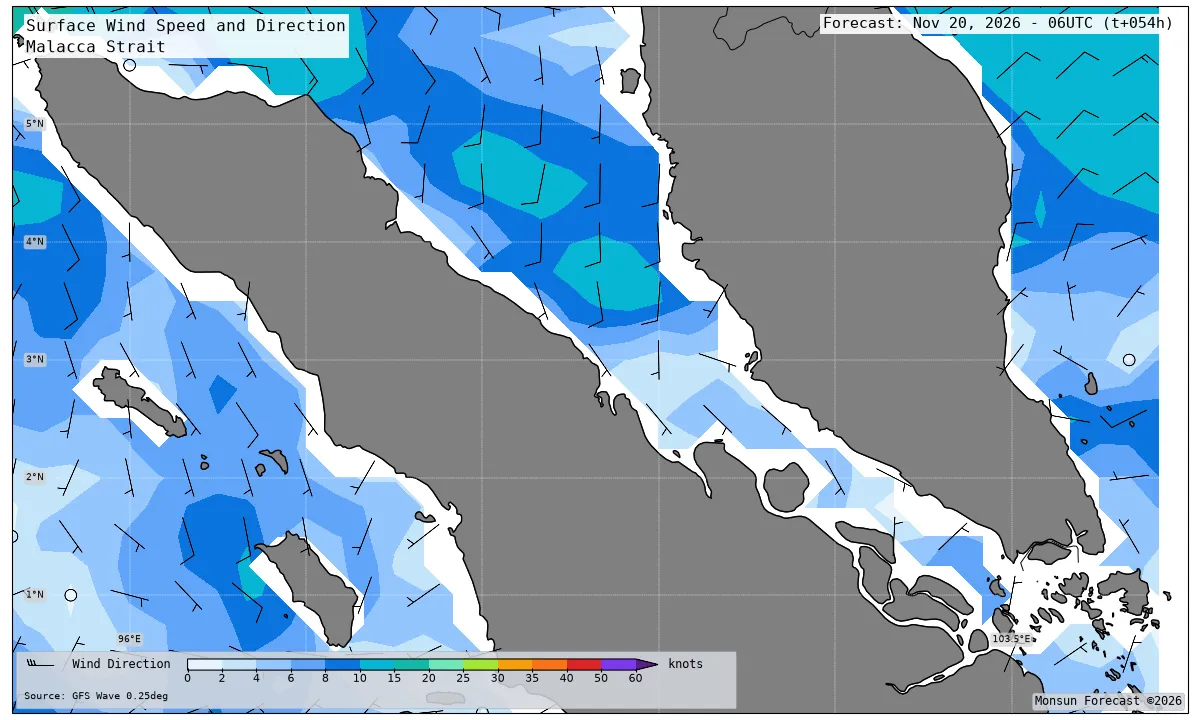 Surface Wind Speed and Direction
Malacca Strait
Forecast: Nov 20, 2026 - 06UTC (t+054h)
5°N
4°N
3°N
2°N
1°N
96°E
103.5°E
Wind Direction
0 2 4 6 8 10 12 15 20 25 30 35 40 50 60
knots
Source: GFS Wave 0.25deg
Monsun Forecast ©2026